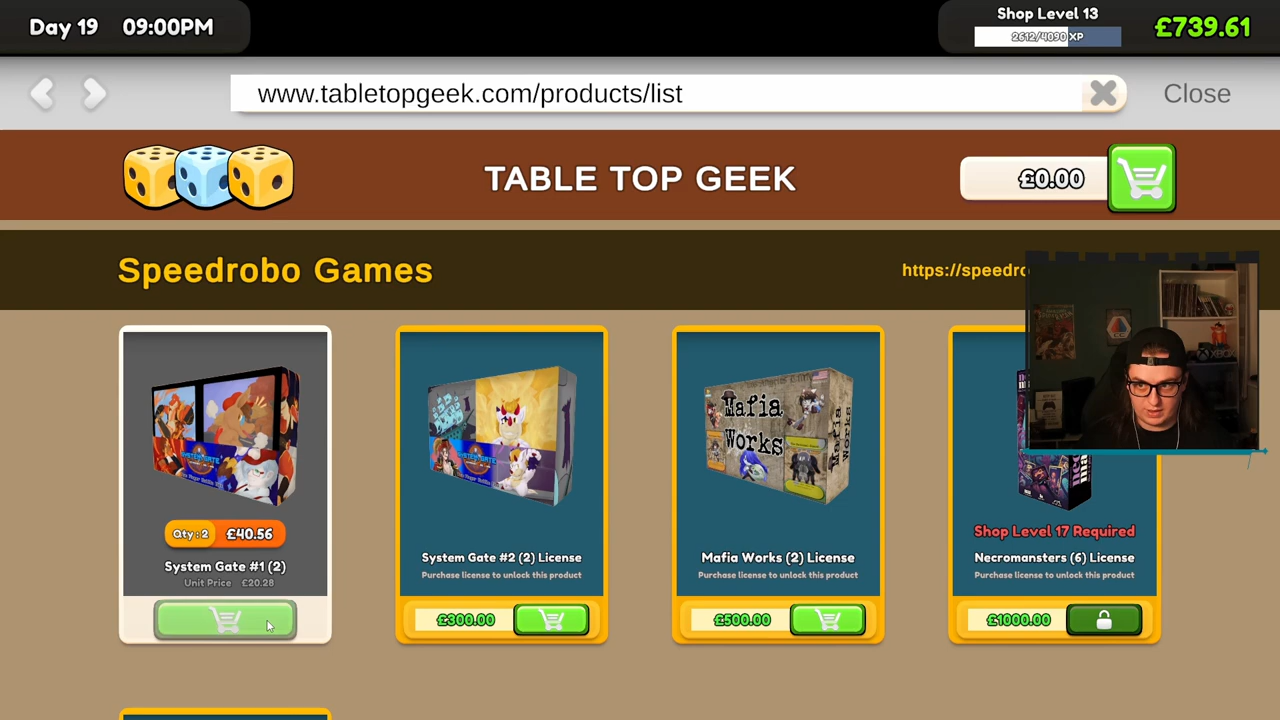 Day 19 09:00PM
Shop Level 13
2612/4090 XP
£739.61
www.tabletopgeek.com/products/list
Close
TABLE TOP GEEK
£0.00
Speedrobo Games
https://speedro
Qty: 2 £40.56
System Gate #1 (2)
Unit Price £20.28
System Gate #2 (2) License
Purchase license to unlock this product
£300.00
Mafia Works
Mafia Works
Mafia Works (2) License
Purchase license to unlock this product
£500.00
Shop Level 17 Required
Necromansters (6) License
Purchase license to unlock this product
£1000.00